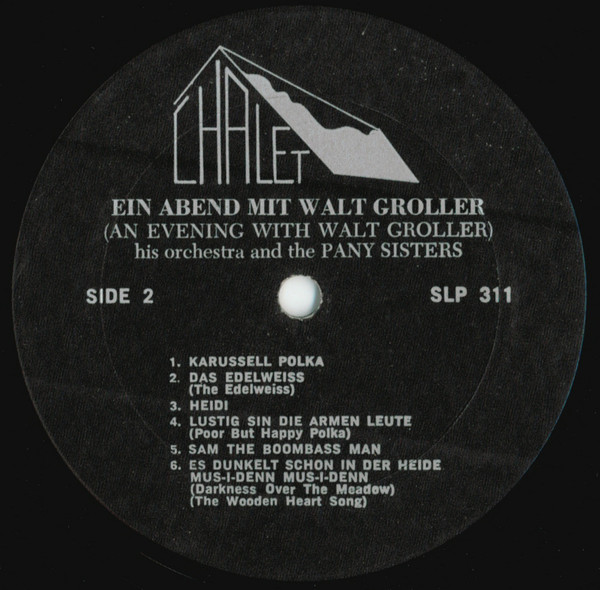 CHALET
EIN ABEND MIT WALT GROLLER
(AN EVENING WITH WALT GROLLER)
his orchestra and the PANY SISTERS
SIDE 2
SLP 311
1. KARUSSELL POLKA
2. DAS EDELWEISS
(The Edelweiss)
3. HEIDI
4. LUSTIG SIN DIE ARMEN LEUTE
(Poor But Happy Polka)
5. SAM THE BOOMBASS MAN
6. ES DUNKELT SCHON IN DER HEIDE
MUS-I-DENN MUS-I-DENN
(Darkness Over The Meadow)
(The Wooden Heart Song)